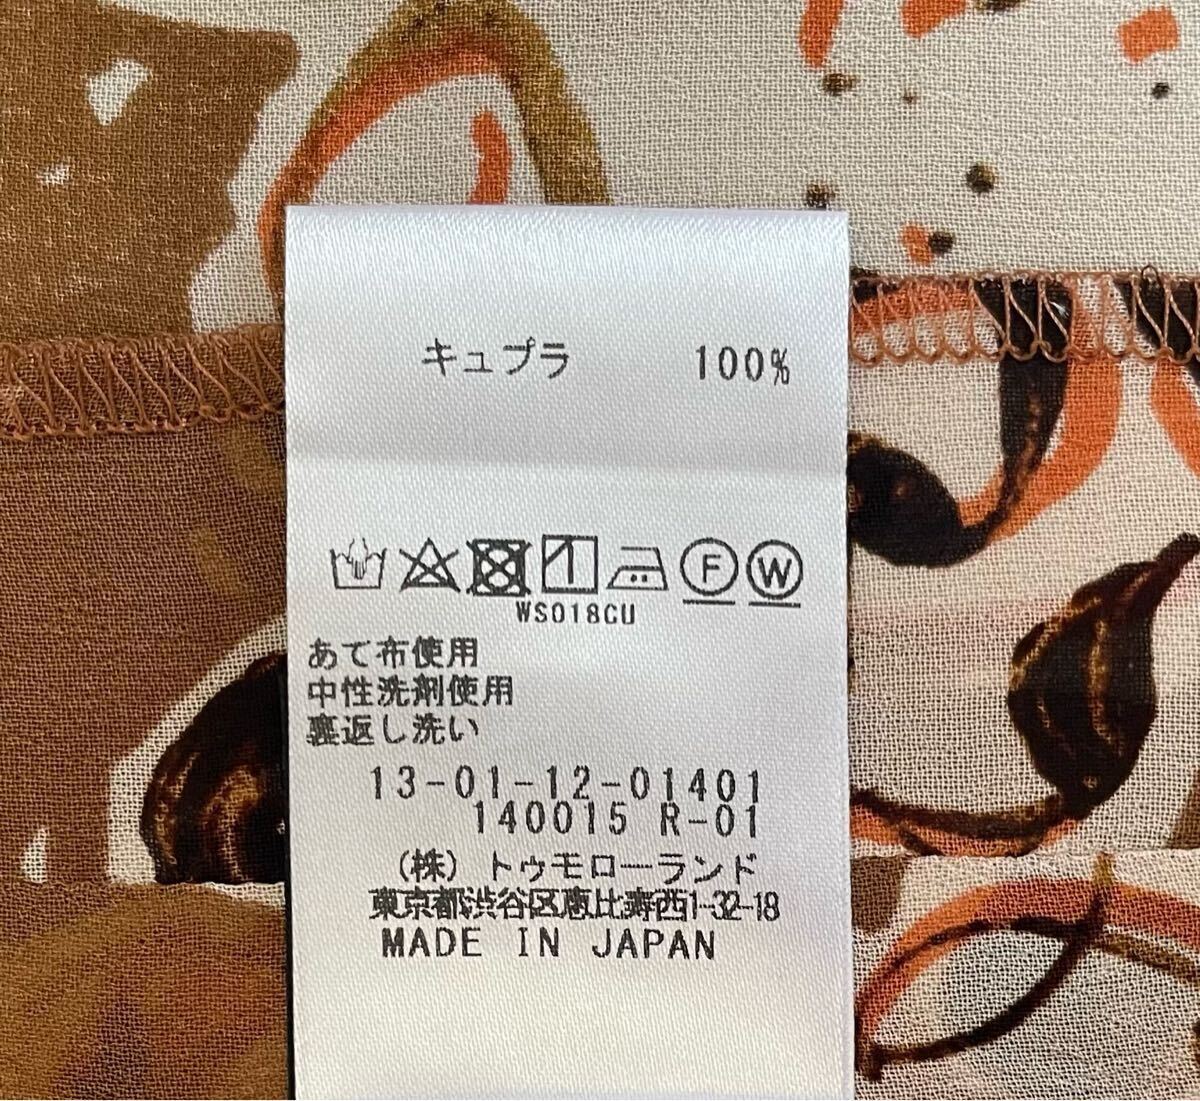 キュプラ 100%
F W
WS018CU
あて布使用
中性洗剤使用
裏返し洗い
13-01-12-01401
140015 R-01
(株) トゥモローランド
東京都渋谷区恵比寿西1-32-18
MADE IN JAPAN